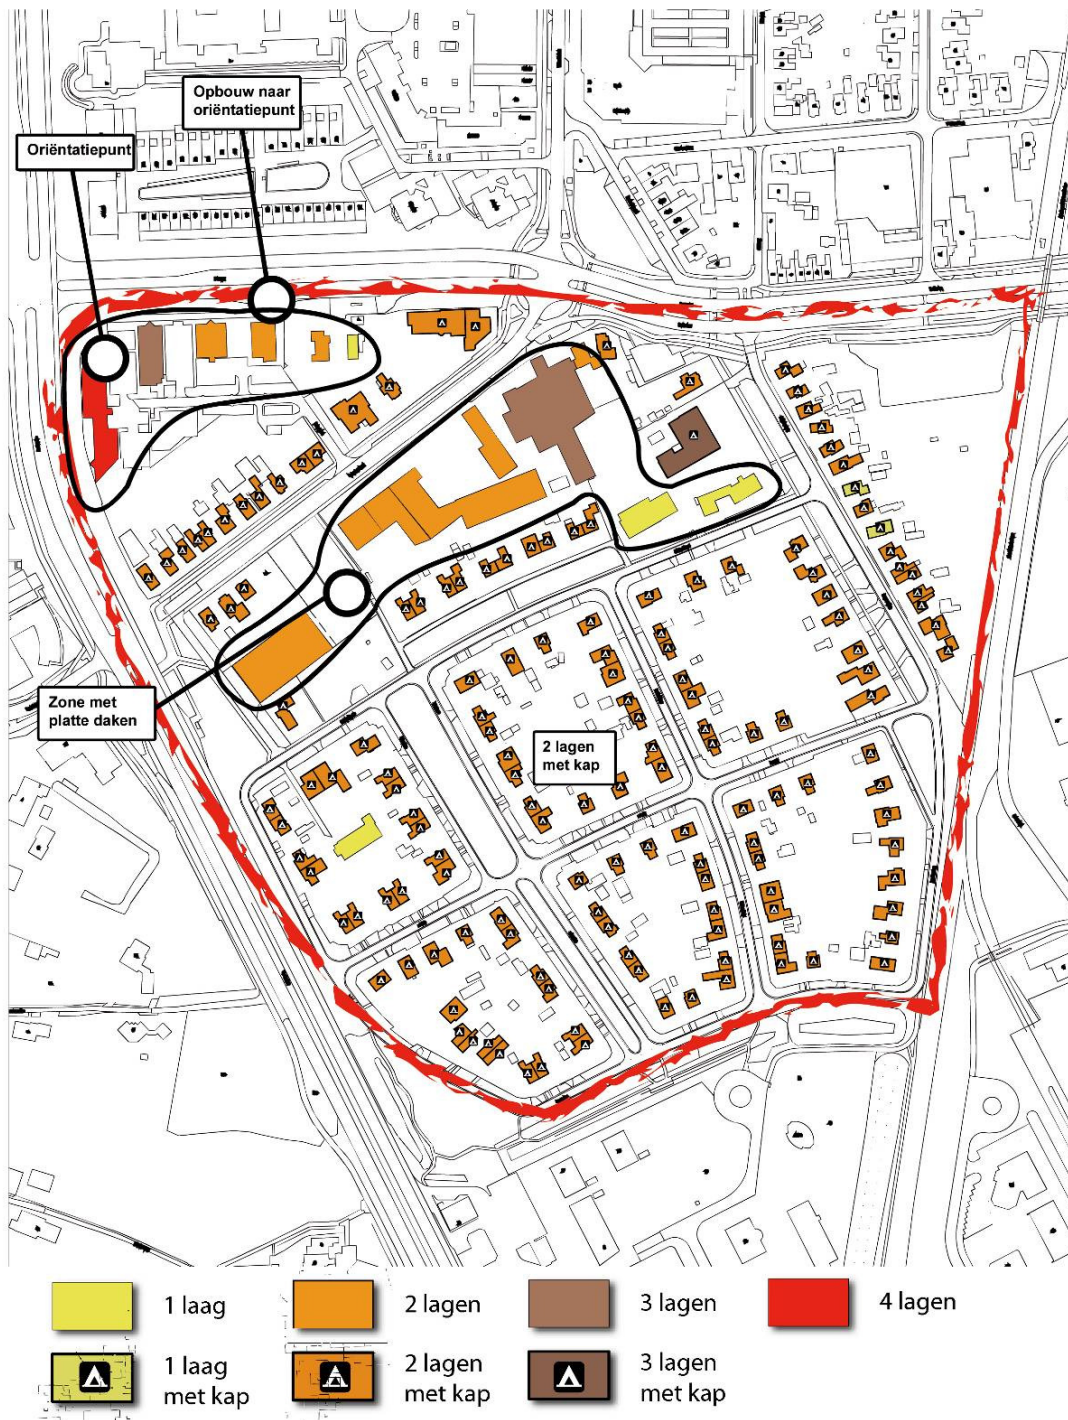 Opbouw naar
oriëntatiepunt
Oriëntatiepunt
Zone met
platte daken
2 lagen
met kap
1 laag
2 lagen
3 lagen
4 lagen
1 laag
met kap
2 lagen
met kap
3 lagen
met kap